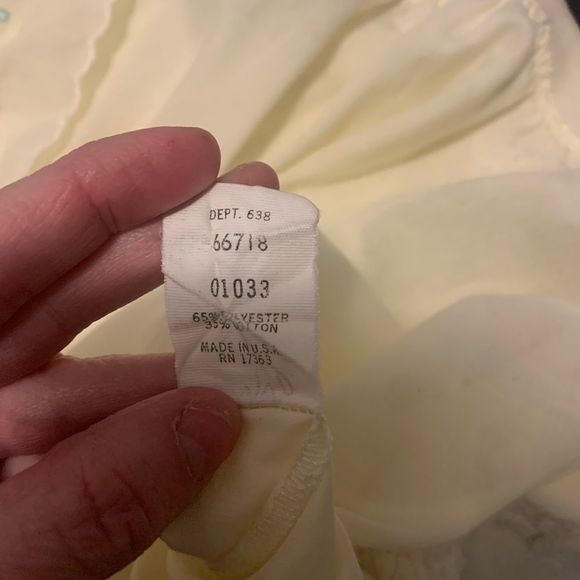 DEPT. 638
66718
01033
65% POLYESTER
35% COTTON
MADE IN U.S.A.
RN 17363